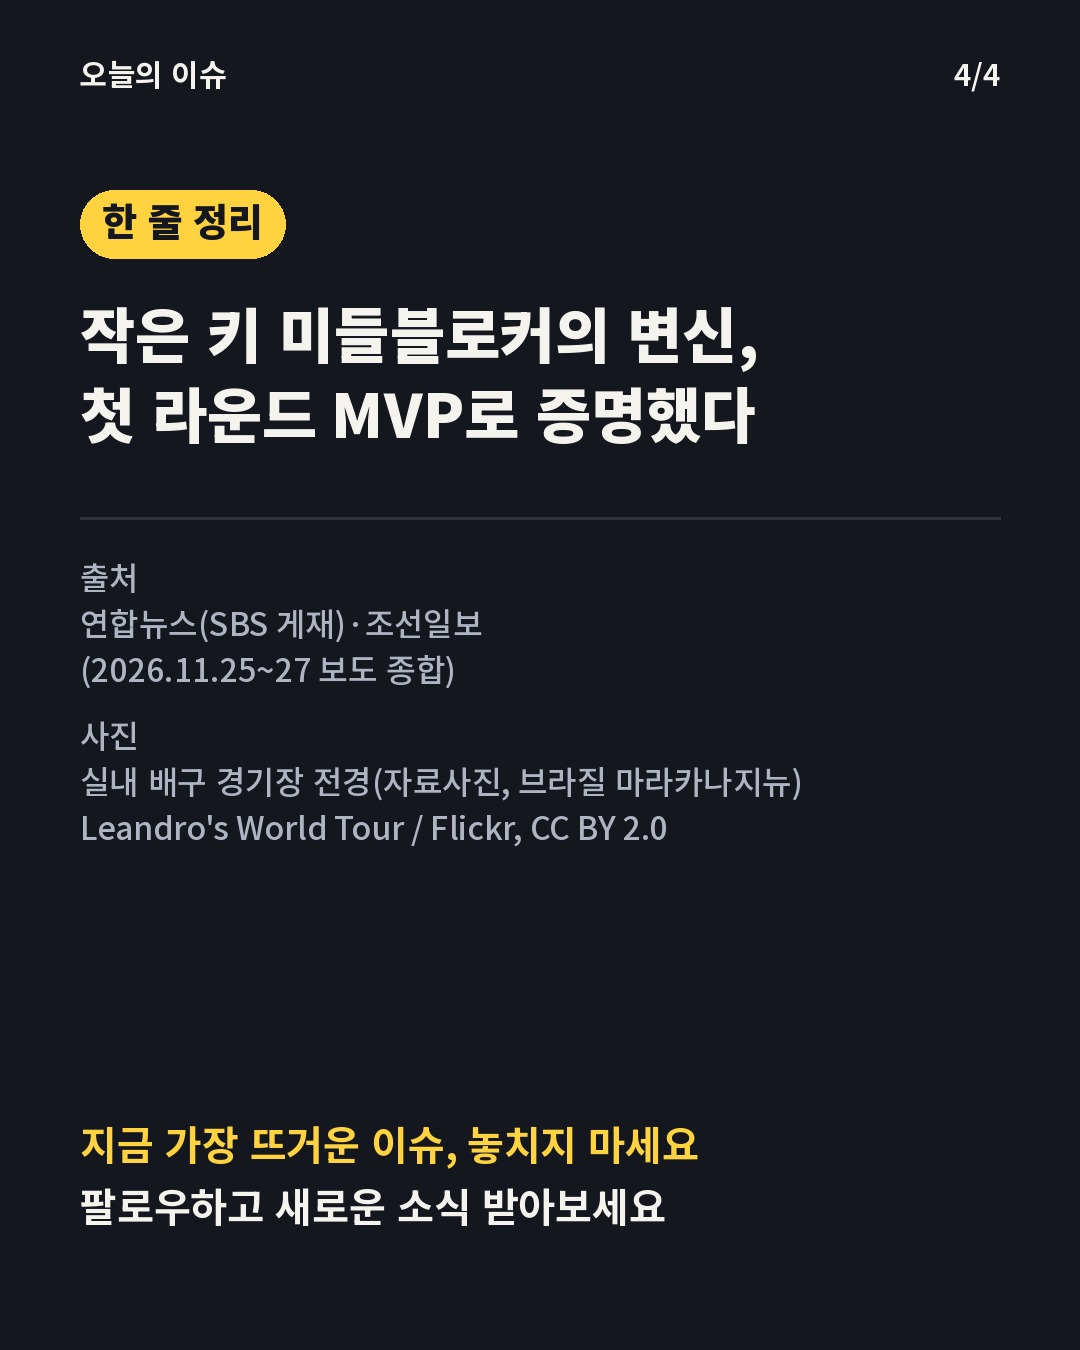 오늘의 이슈
4/4
한 줄 정리
작은 키 미들블로커의 변신,
첫 라운드 MVP로 증명했다
출처
연합뉴스(SBS 게재)·조선일보
(2026.11.25~27 보도 종합)
사진
실내 배구 경기장 전경(자료사진, 브라질 마라카나지뉴)
Leandro's World Tour / Flickr, CC BY 2.0
지금 가장 뜨거운 이슈, 놓치지 마세요
팔로우하고 새로운 소식 받아보세요